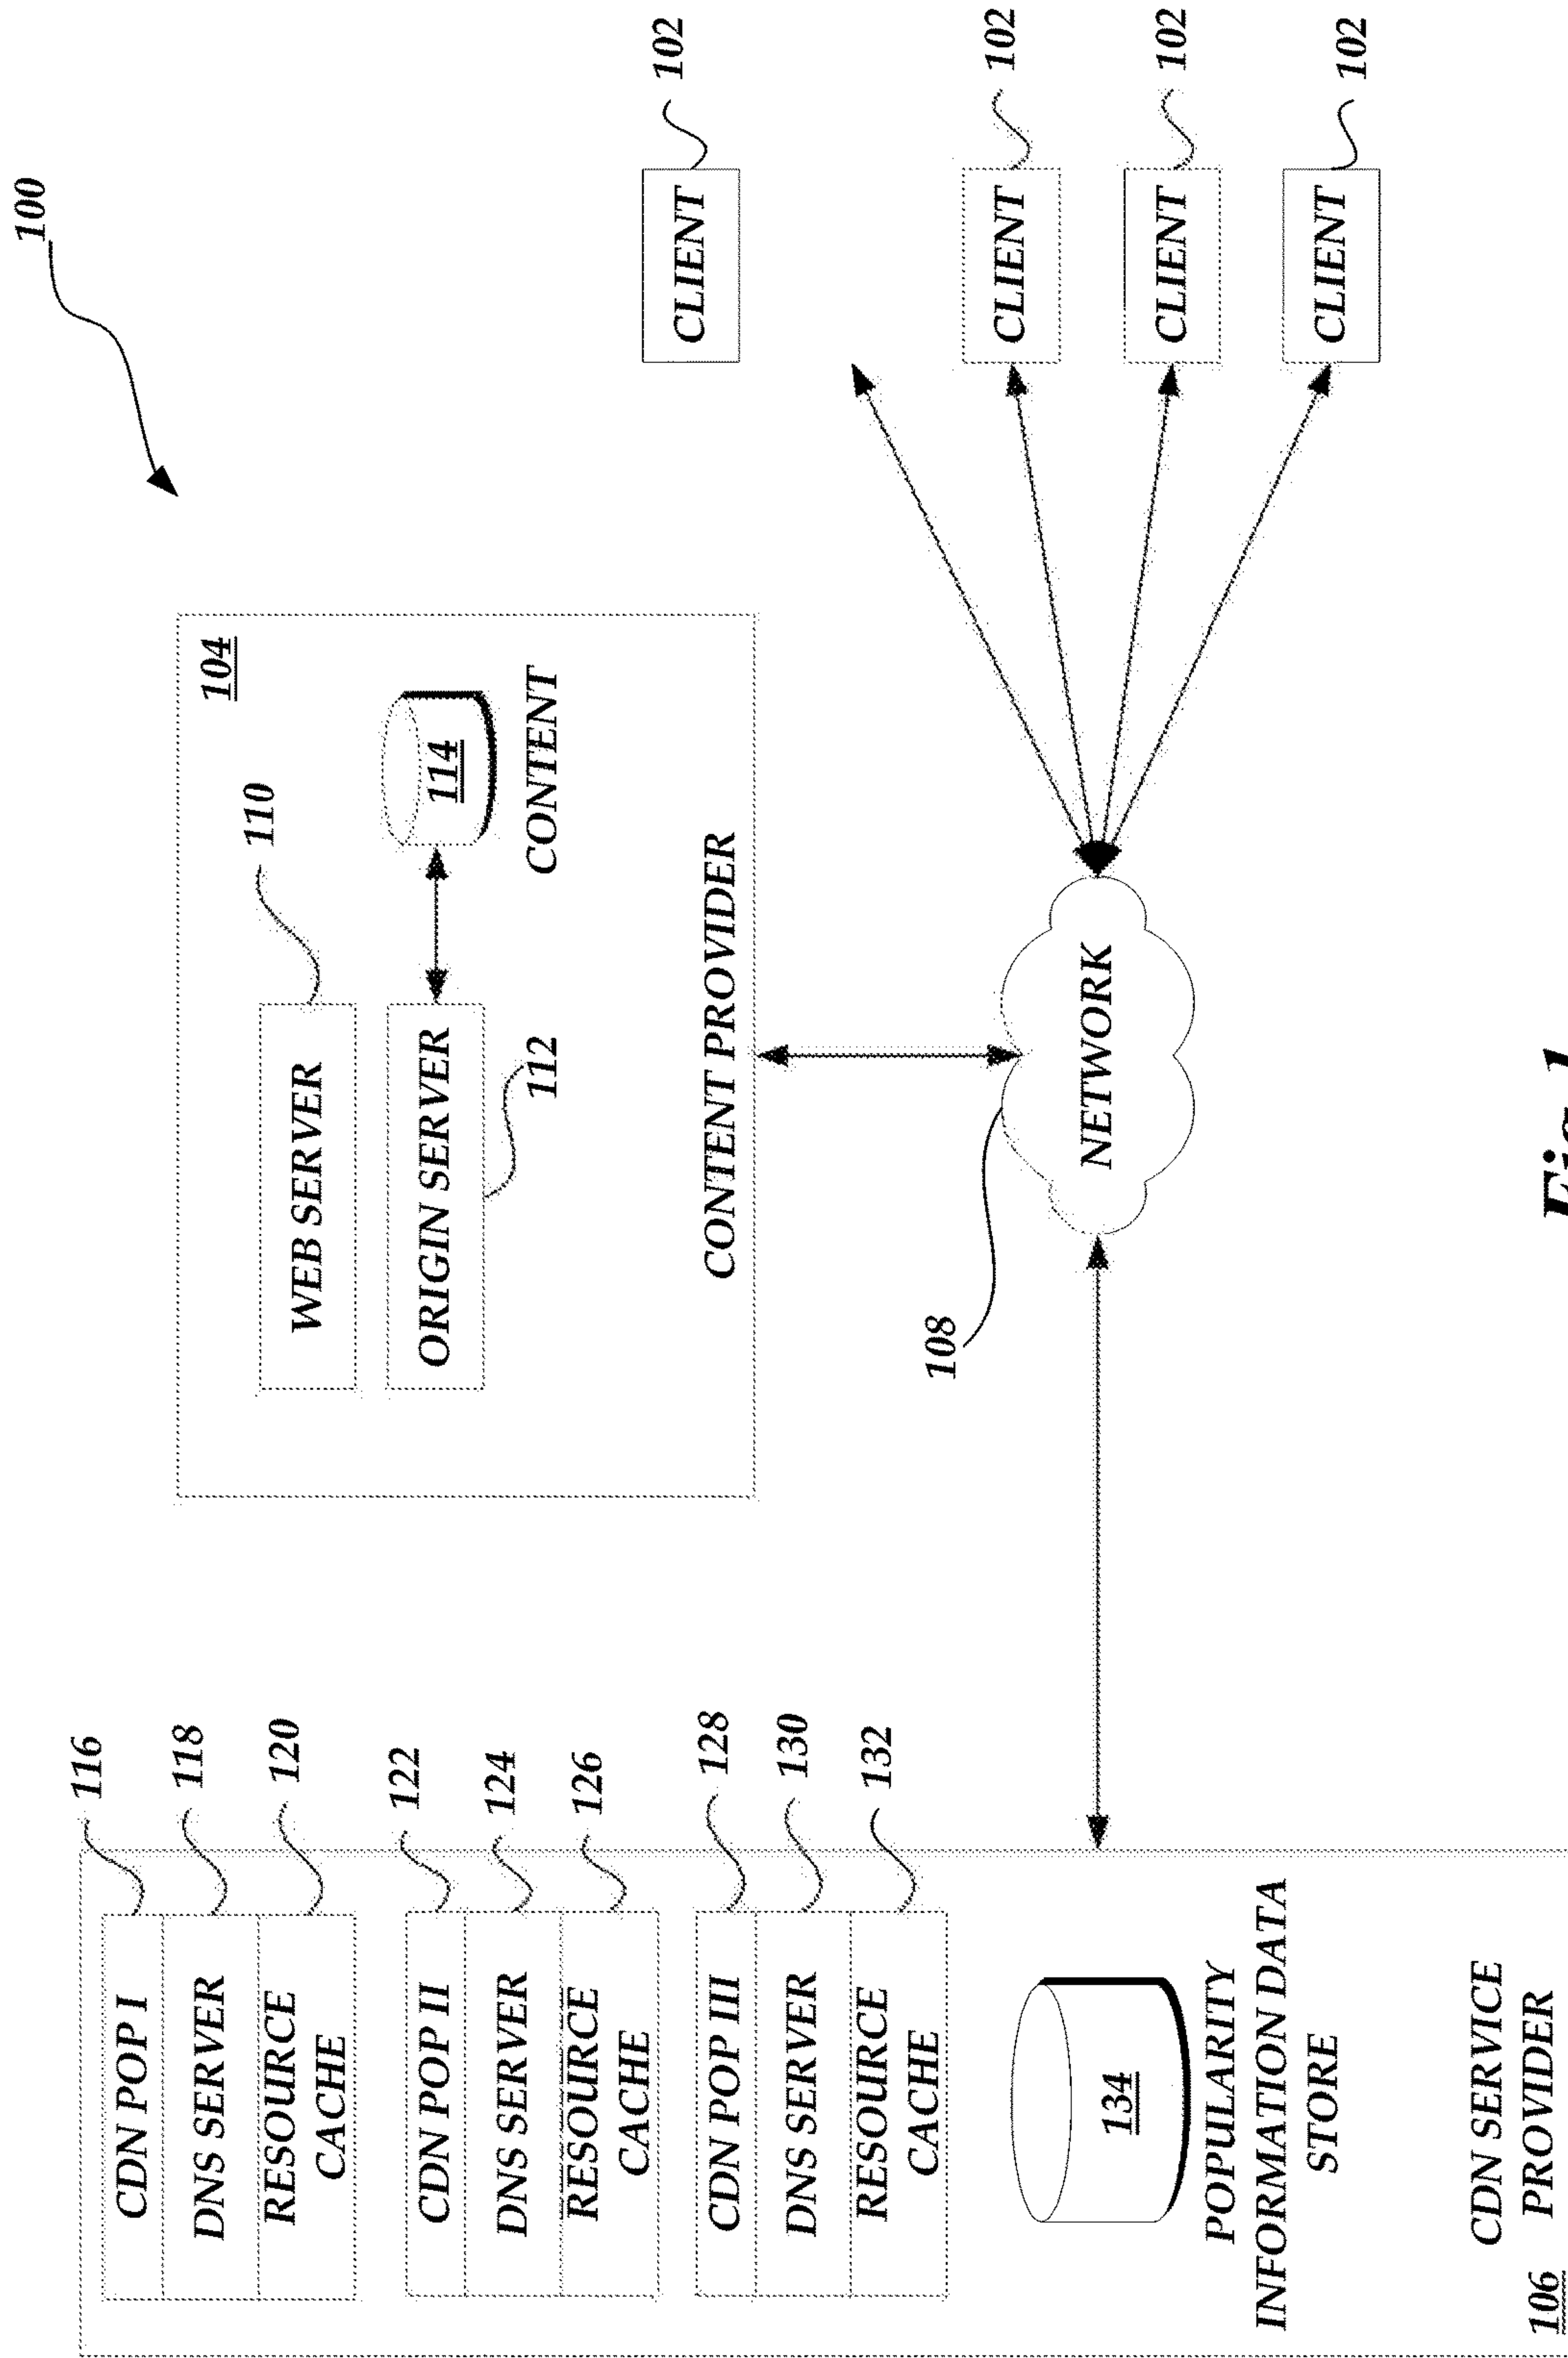 100
116
CDN POP I
118
DNS SERVER
120
RESOURCE
CACHE
122
CDN POP II
124
DNS SERVER
126
RESOURCE
CACHE
128
CDN POP III
130
DNS SERVER
132
RESOURCE
CACHE
134
POPULARITY
INFORMATION DATA
STORE
CDN SERVICE
PROVIDER
106
104
110
WEB SERVER
ORIGIN SERVER
112
114
CONTENT
CONTENT PROVIDER
108
NETWORK
CLIENT
102
CLIENT
102
CLIENT
102
CLIENT
102